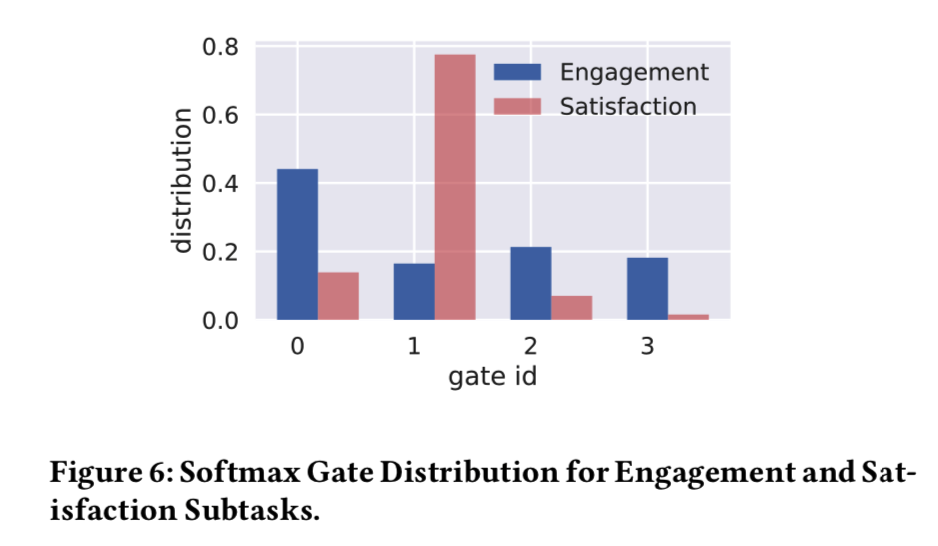 0.8
Engagement
Satisfaction
0.6
0.4
0.2
0.0
distribution
0 1 2 3
gate id
Figure 6: Softmax Gate Distribution for Engagement and Sat-
isfaction Subtasks.